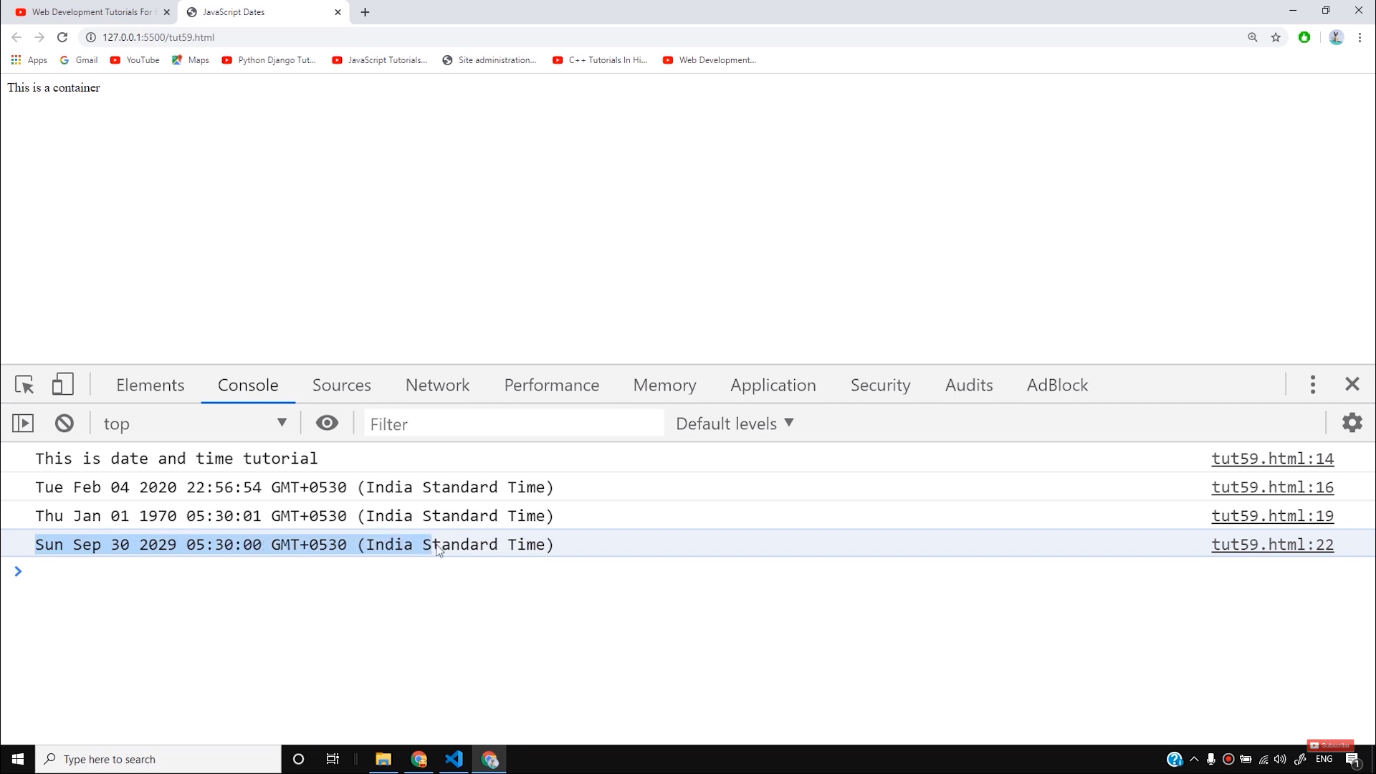 Web Development Tutorials For
JavaScript Dates
127.0.0.1:5500/tut59.html
Apps
Gmail
YouTube
Maps
Python Django Tut...
JavaScript Tutorials...
Site administration...
C++ Tutorials In Hi...
Web Development...
This is a container
Elements
Console
Sources
Network
Performance
Memory
Application
Security
Audits
AdBlock
top
Filter
Default levels
This is date and time tutorial
tut59.html:14
Tue Feb 04 2020 22:56:54 GMT+0530 (India Standard Time)
tut59.html:16
Thu Jan 01 1970 05:30:01 GMT+0530 (India Standard Time)
tut59.html:19
Sun Sep 30 2029 05:30:00 GMT+0530 (India Standard Time)
tut59.html:22
Type here to search
ENG
1